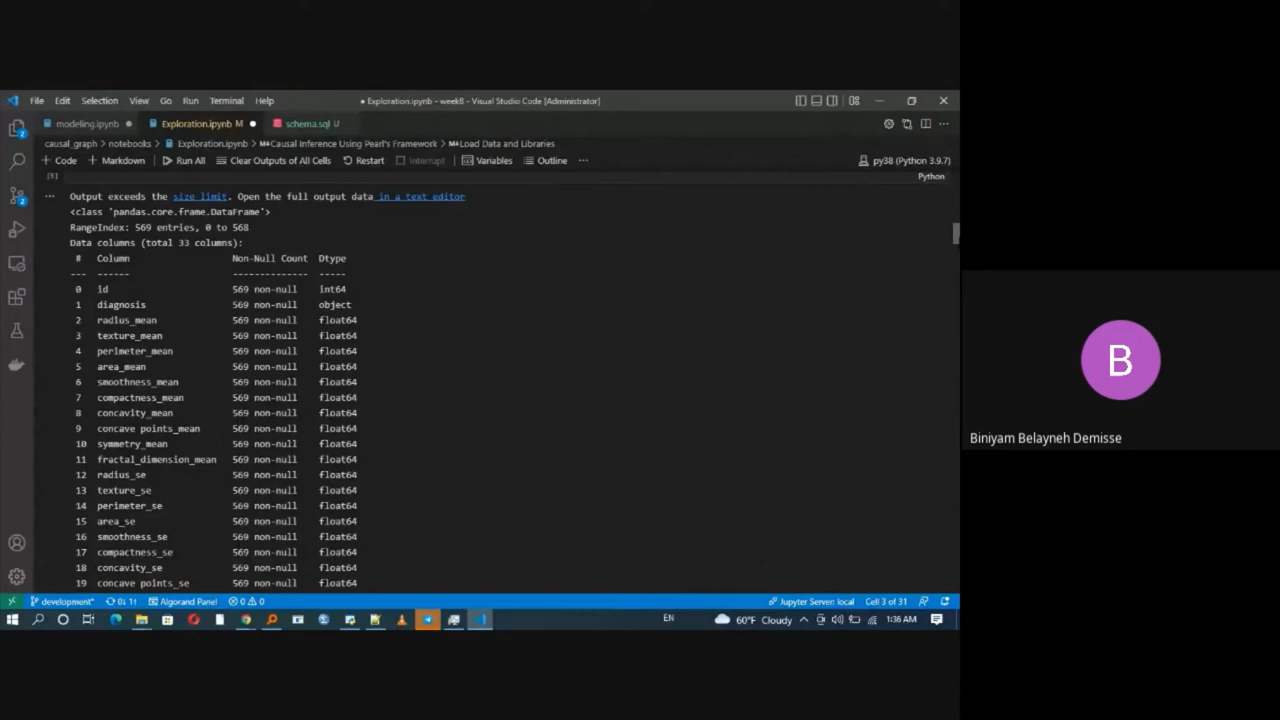 File Edit Selection View Go Run Terminal Help
● Exploration.ipynb - week8 - Visual Studio Code [Administrator]
modeling.ipynb ● Exploration.ipynb M ● schema.sql U
causal_graph > notebooks > Exploration.ipynb > M↓Causal Inference Using Pearl's Framework > M↓Load Data and Libraries
+ Code + Markdown Run All Clear Outputs of All Cells Restart Interrupt Variables Outline ... py38 (Python 3.9.7)
[3] Python
... Output exceeds the size limit. Open the full output data in a text editor
<class 'pandas.core.frame.DataFrame'>
RangeIndex: 569 entries, 0 to 568
Data columns (total 33 columns):
# Column Non-Null Count Dtype
--- ------ -------------- -----
0 id 569 non-null int64
1 diagnosis 569 non-null object
2 radius_mean 569 non-null float64
3 texture_mean 569 non-null float64
4 perimeter_mean 569 non-null float64
5 area_mean 569 non-null float64
6 smoothness_mean 569 non-null float64
7 compactness_mean 569 non-null float64
8 concavity_mean 569 non-null float64
9 concave points_mean 569 non-null float64
10 symmetry_mean 569 non-null float64
11 fractal_dimension_mean 569 non-null float64
12 radius_se 569 non-null float64
13 texture_se 569 non-null float64
14 perimeter_se 569 non-null float64
15 area_se 569 non-null float64
16 smoothness_se 569 non-null float64
17 compactness_se 569 non-null float64
18 concavity_se 569 non-null float64
19 concave points_se 569 non-null float64
development* 0↓ 1↑ Algorand Panel 0 0 Jupyter Server: local Cell 3 of 31
EN 60°F Cloudy 1:36 AM
B
Biniyam Belayneh Demisse